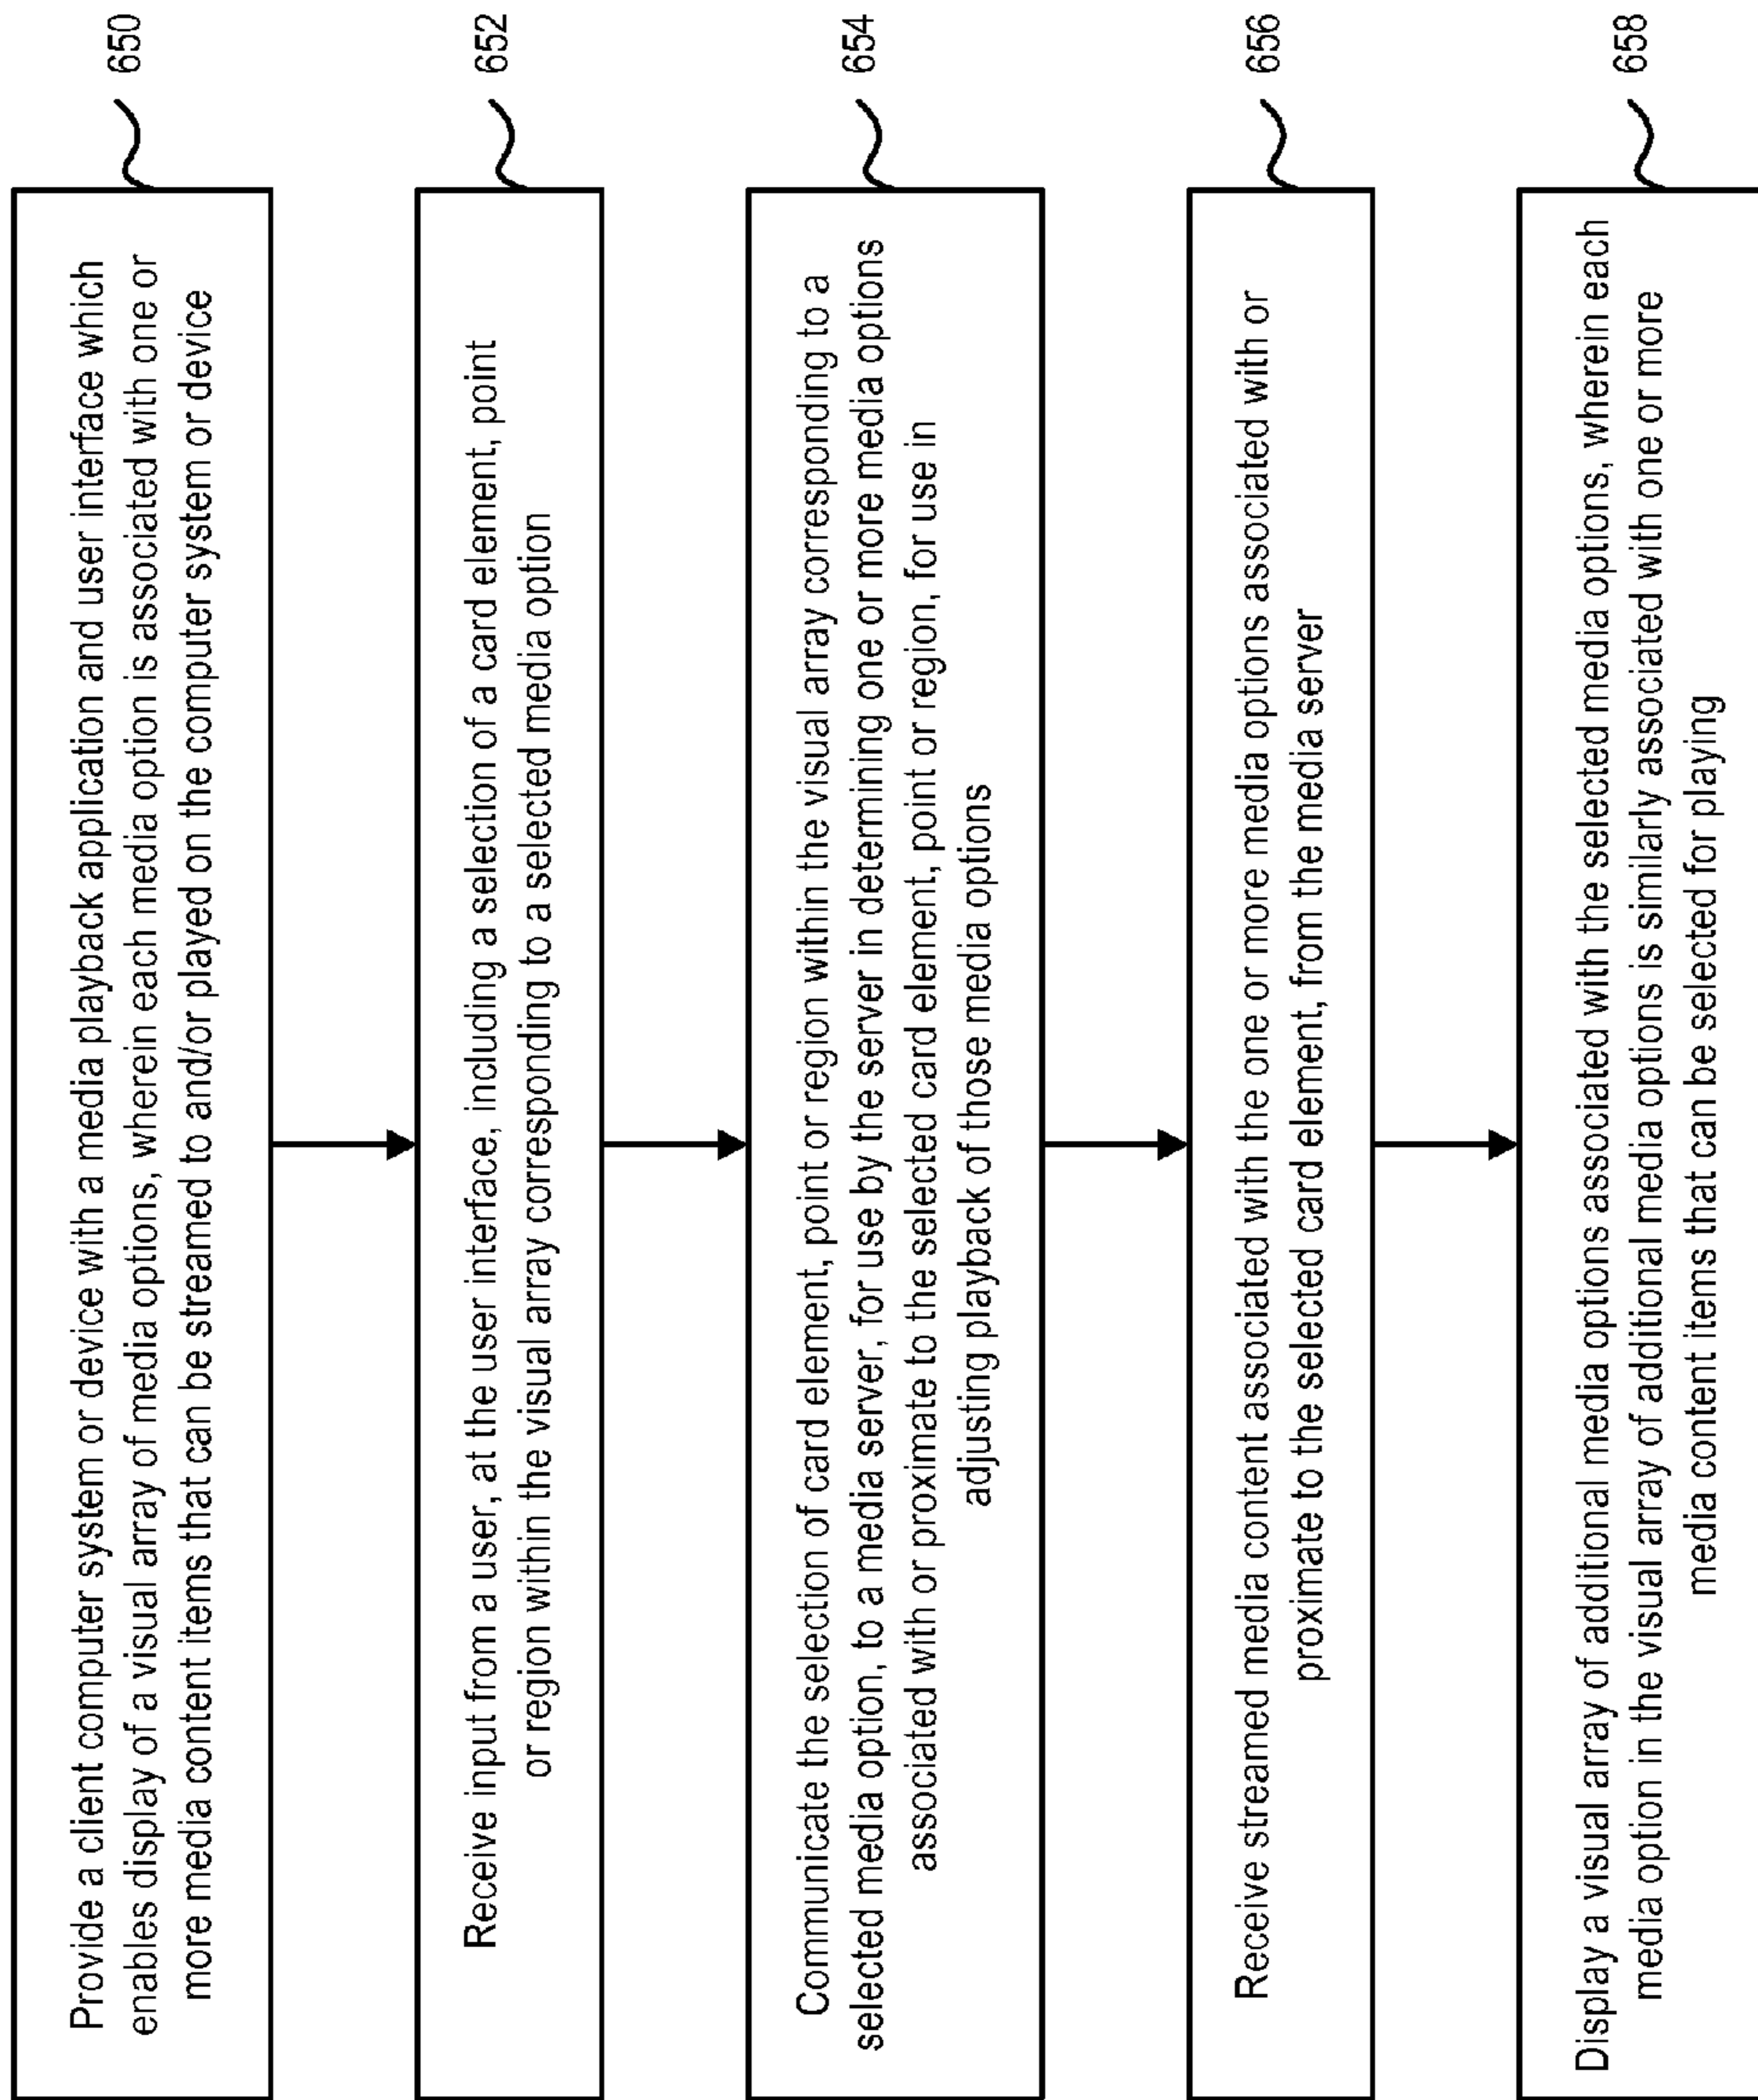 Provide a client computer system or device with a media playback application and user interface which
enables display of a visual array of media options, wherein each media option is associated with one or
more media content items that can be streamed to and/or played on the computer system or device
650
Receive input from a user, at the user interface, including a selection of a card element, point
or region within the visual array corresponding to a selected media option
652
Communicate the selection of card element, point or region within the visual array corresponding to a
selected media option, to a media server, for use by the server in determining one or more media options
associated with or proximate to the selected card element, point or region, for use in
adjusting playback of those media options
654
Receive streamed media content associated with the one or more media options associated with or
proximate to the selected card element, from the media server
656
Display a visual array of additional media options associated with the selected media options, wherein each
media option in the visual array of additional media options is similarly associated with one or more
media content items that can be selected for playing
658